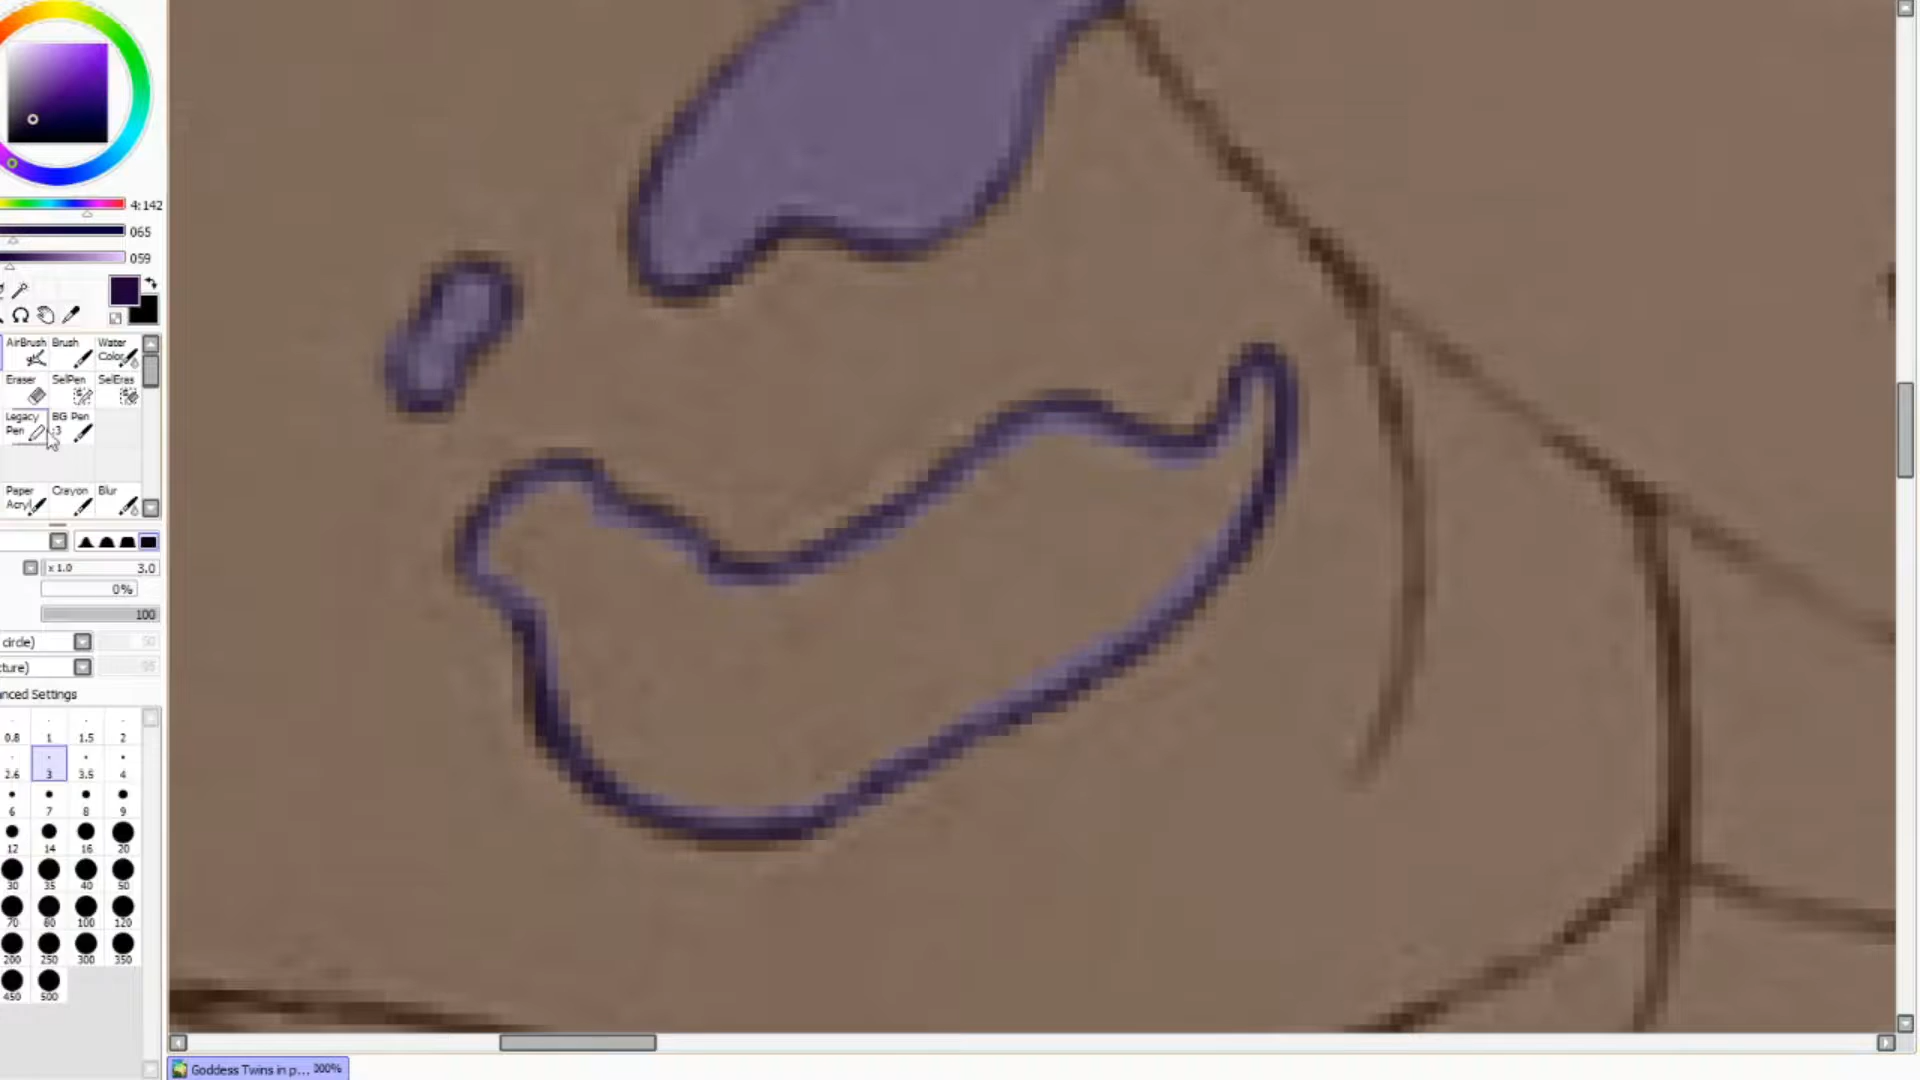 4:142
065
059
AirBrush Brush Water
Color
Eraser SelPen SelEras
Legacy BG Pen
Pen :3
Paper Crayon Blur
Acryl
x 1.0 3.0
0%
100
circle) 50
ture) 95
nced Settings
0.8 1 1.5 2
2.6 3 3.5 4
6 7 8 9
12 14 16 20
30 35 40 50
70 80 100 120
200 250 300 350
450 500
Goddess Twins in p... 300%